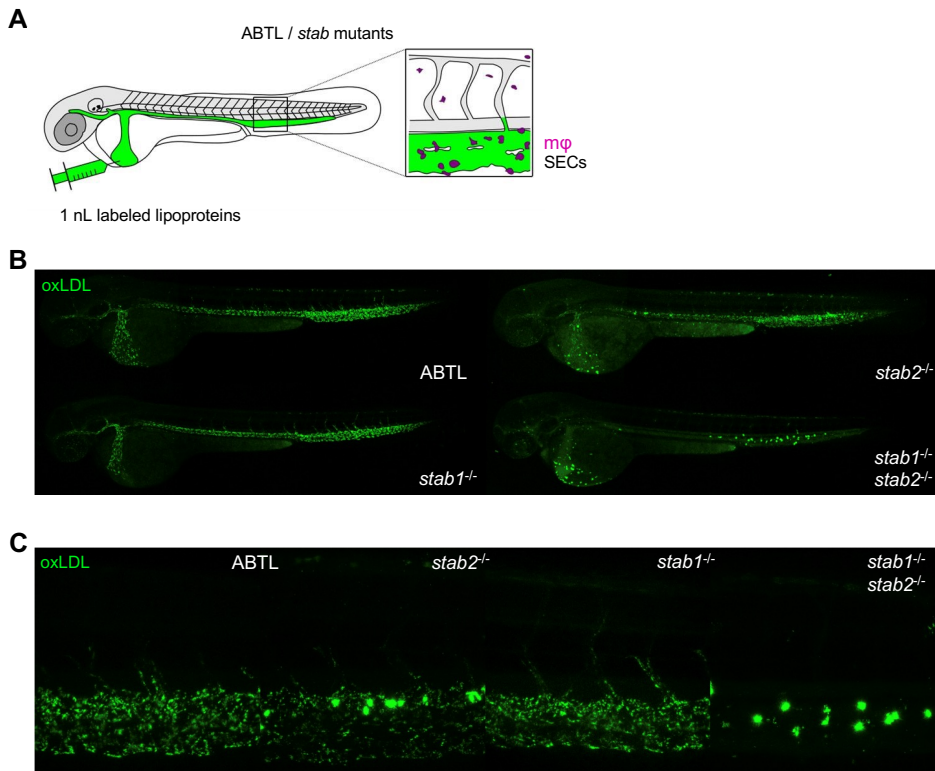 A
ABTL / stab mutants
mφ
SECs
1 nL labeled lipoproteins
B
oxLDL
ABTL
stab2-/-
stab1-/-
stab1-/-
stab2-/-
C
oxLDL
ABTL
stab2-/-
stab1-/-
stab1-/-
stab2-/-